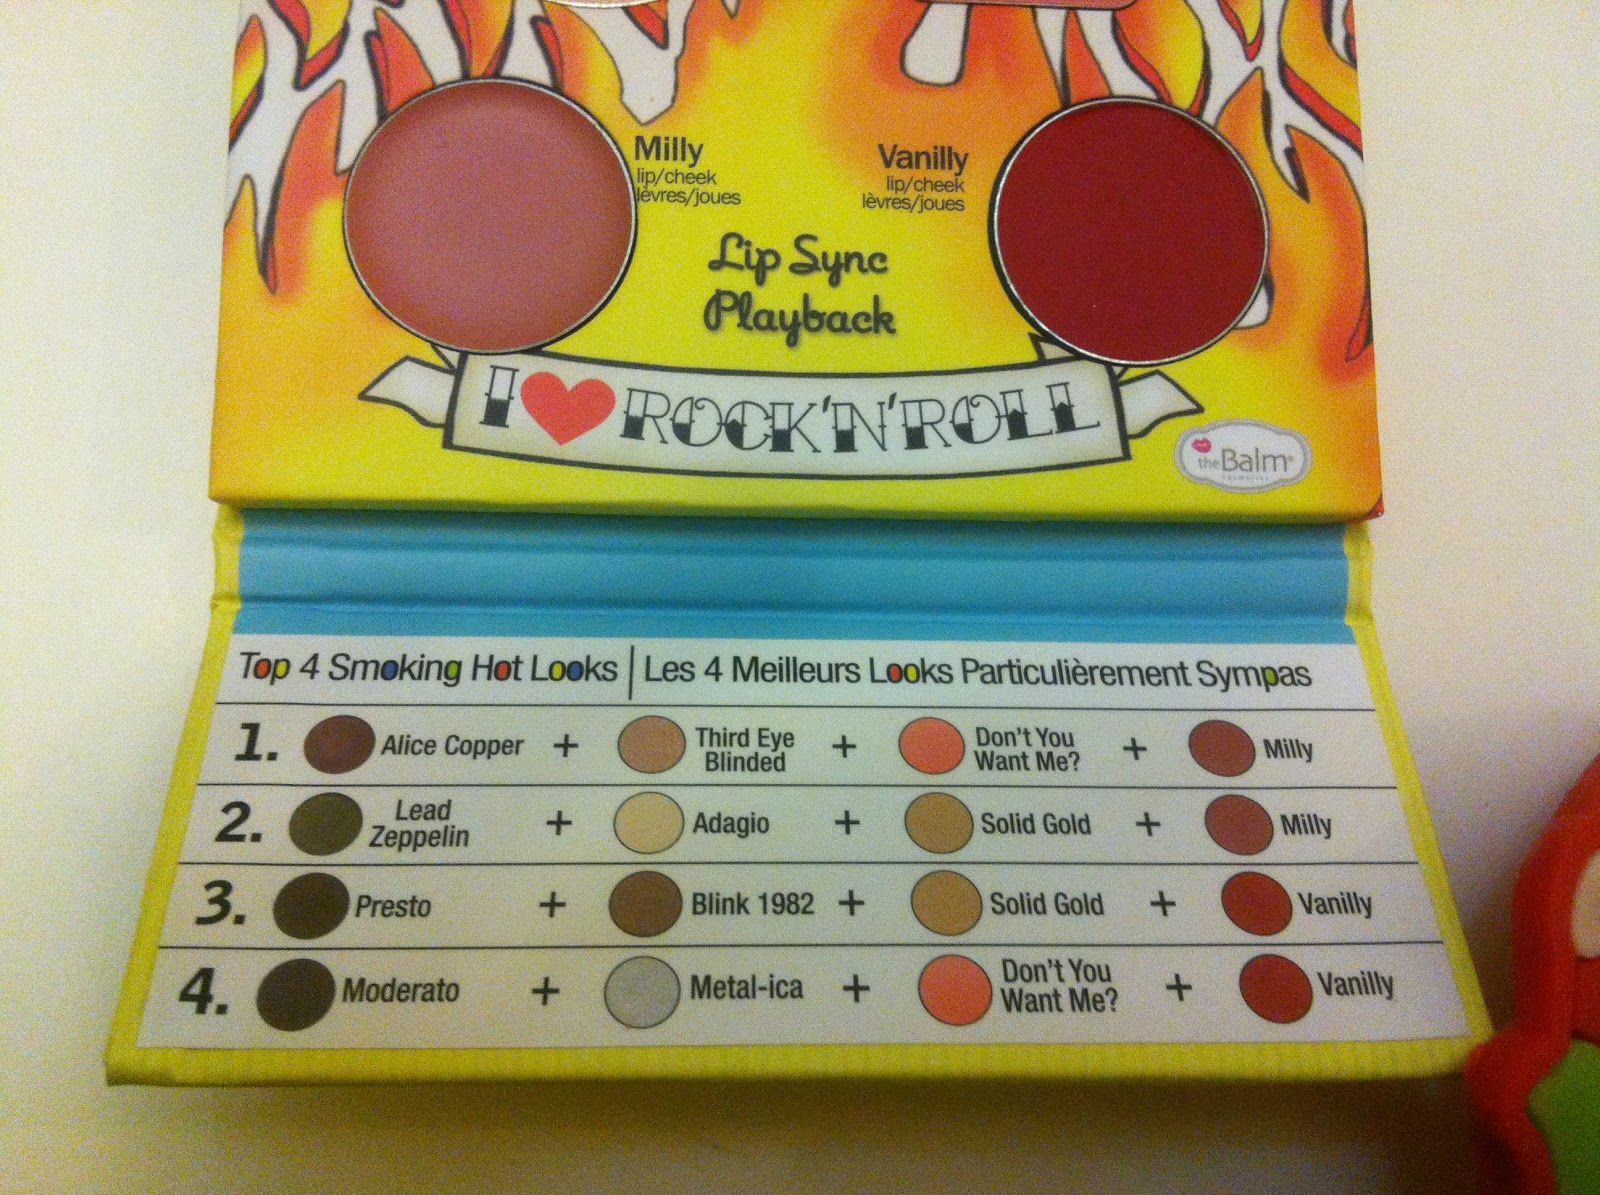 Milly
lip/cheek
lèvres/joues
Vanilly
lip/cheek
lèvres/joues
Lip Sync
Playback
I ROCK'N'ROLL
theBalm®
cosmetics
Top 4 Smoking Hot Looks | Les 4 Meilleurs Looks Particulièrement Sympas
1. Alice Copper + Third Eye Blinded + Don't You Want Me? + Milly
2. Lead Zeppelin + Adagio + Solid Gold + Milly
3. Presto + Blink 1982 + Solid Gold + Vanilly
4. Moderato + Metal-ica + Don't You Want Me? + Vanilly